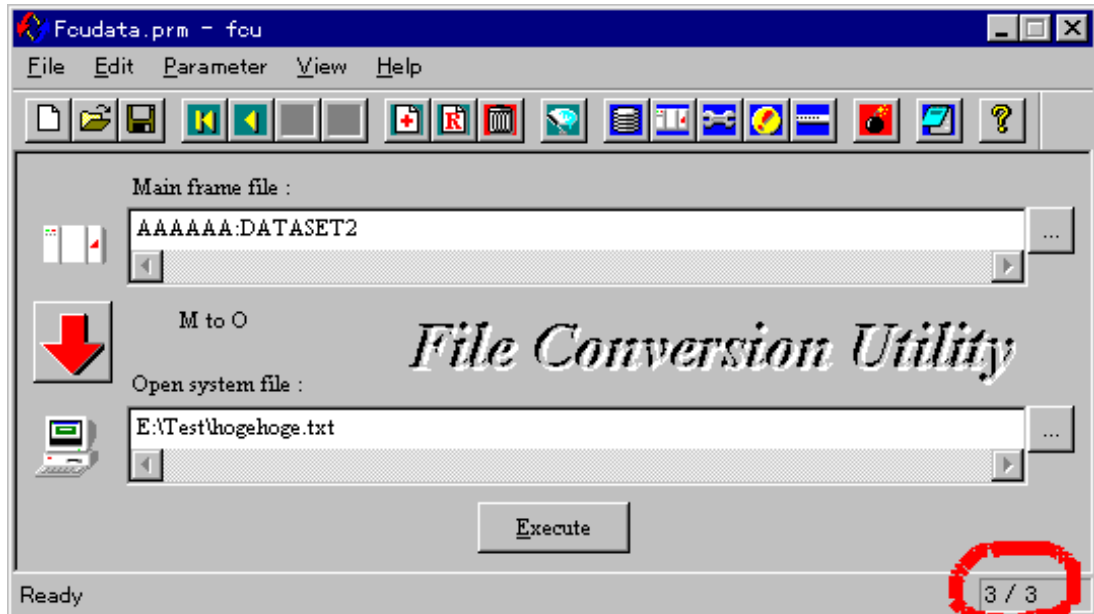 Fcudata.prm - fcu
File Edit Parameter View Help
R
?
Main frame file :
AAAAAA:DATASET2
...
M to O
File Conversion Utility
Open system file :
E:\Test\hogehoge.txt
...
Execute
Ready
3 / 3